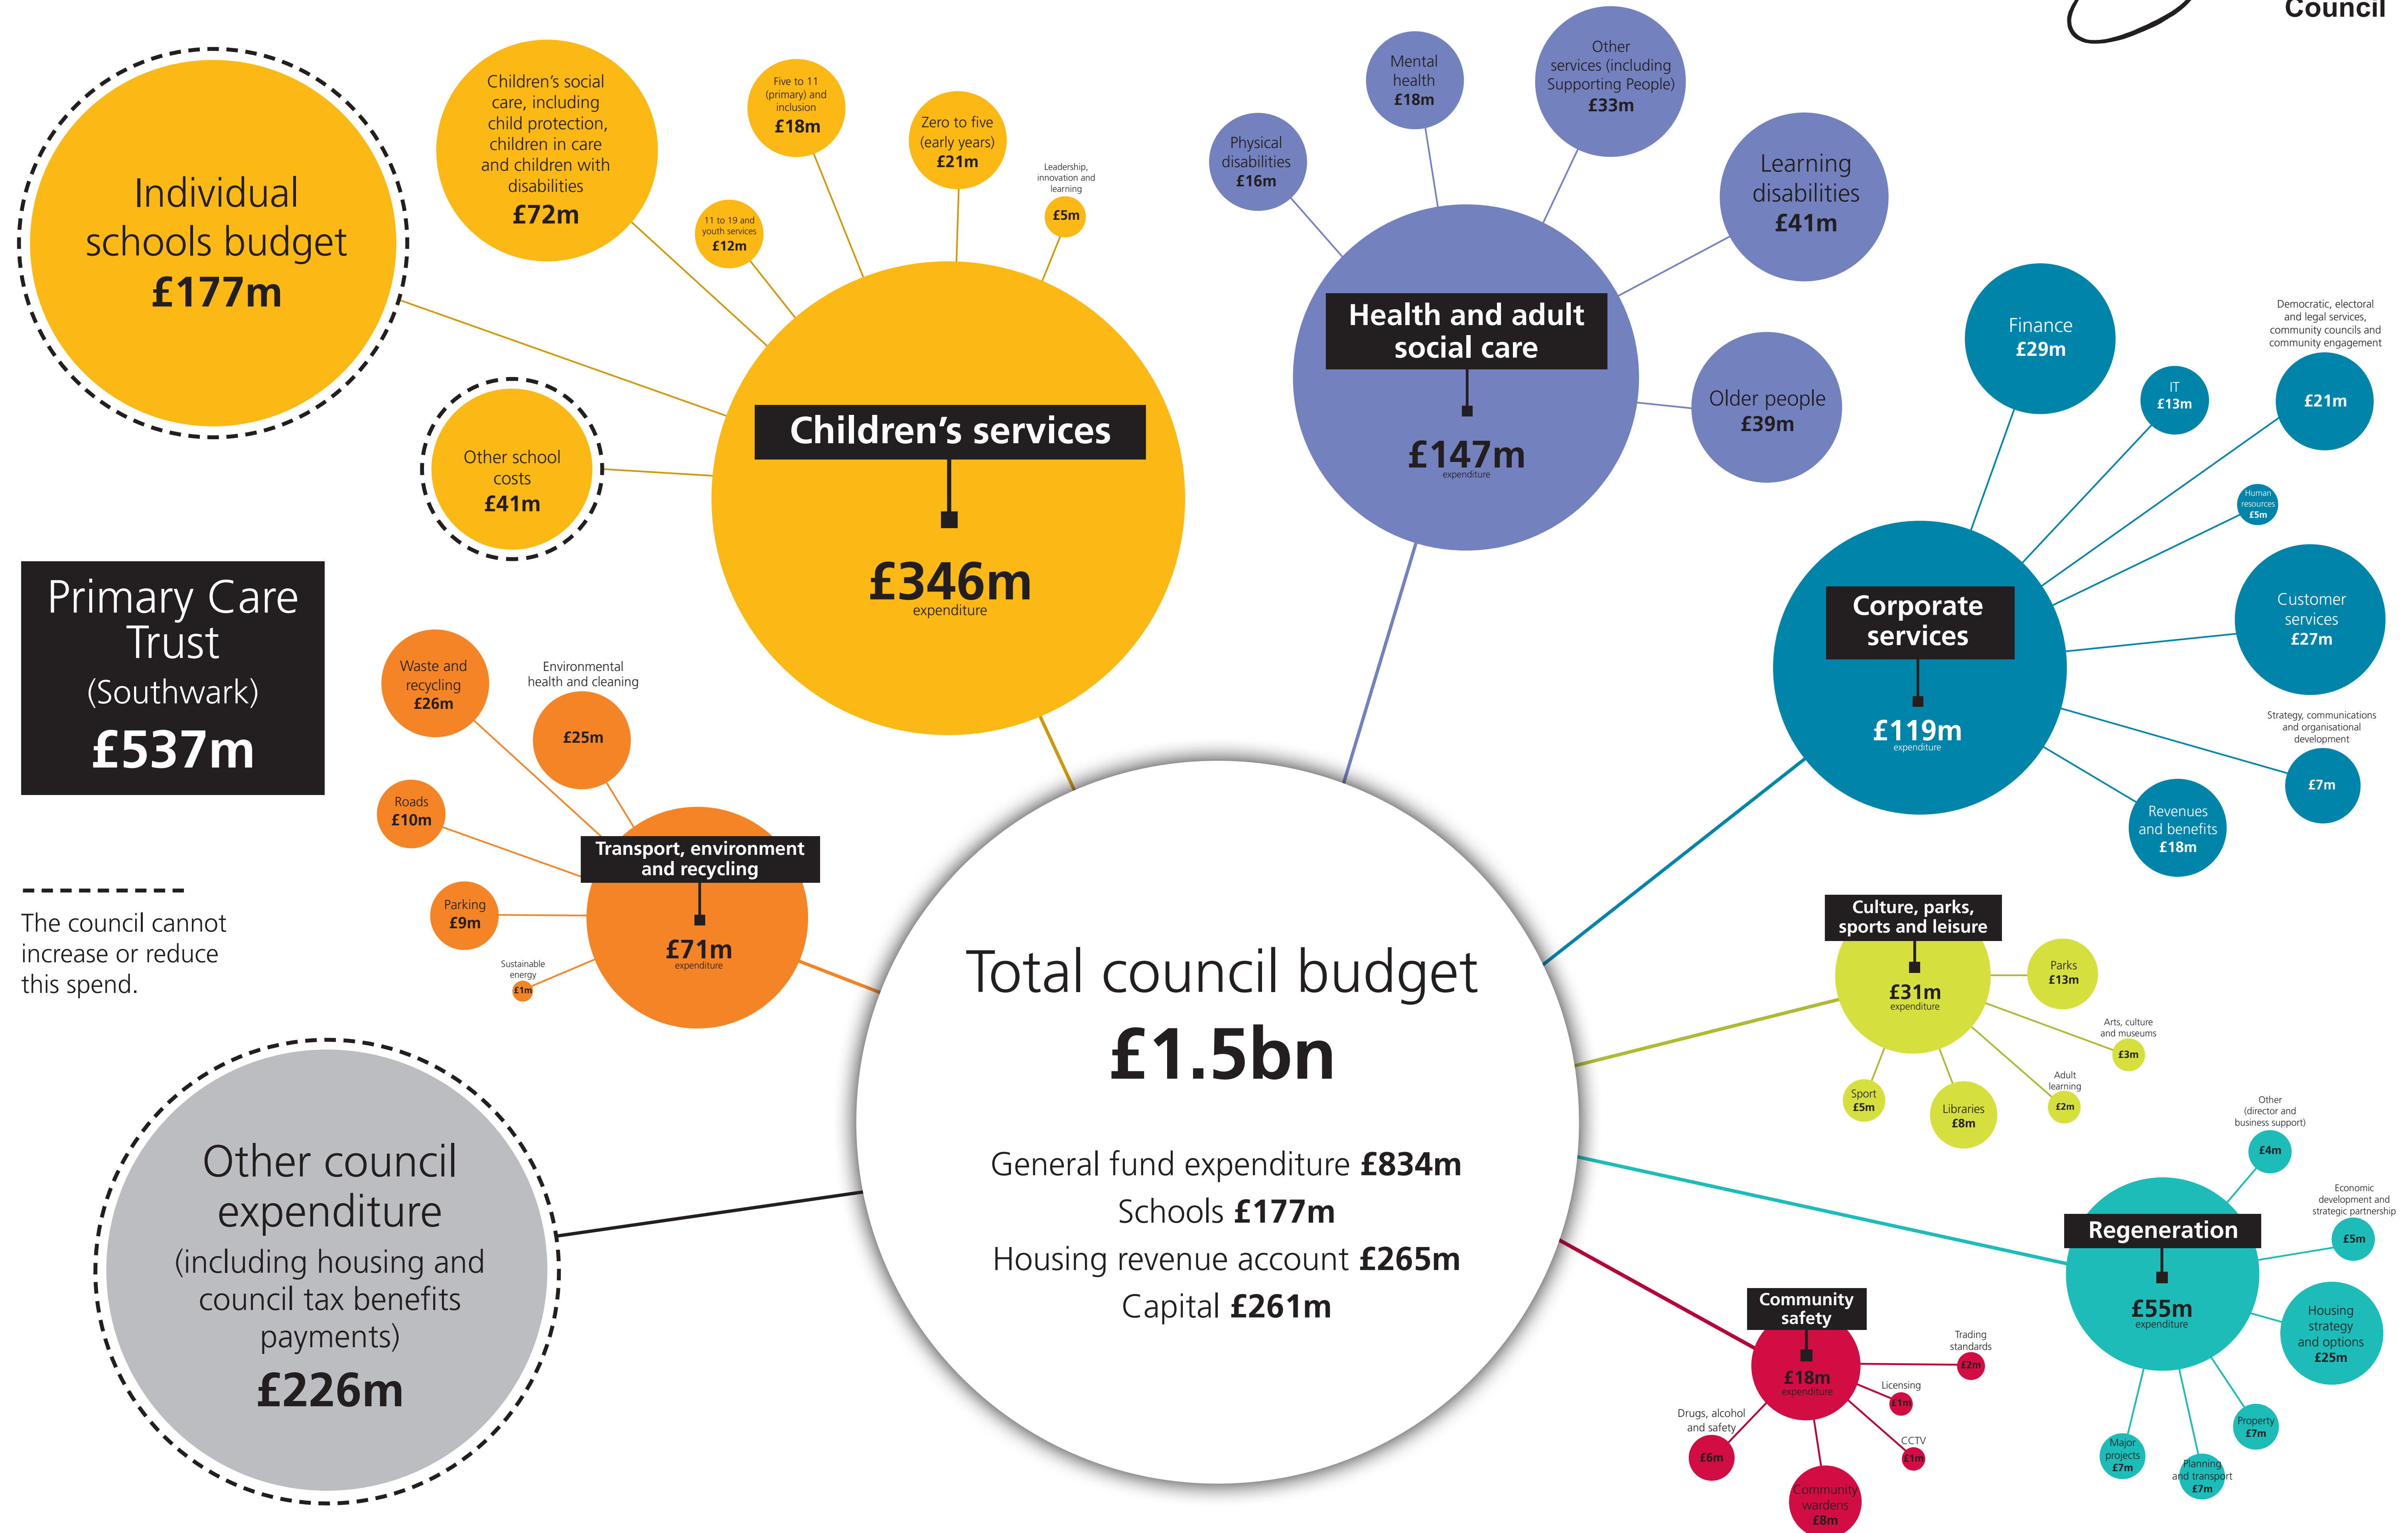 Council
Individual
schools budget
£177m
Children’s social
care, including
child protection,
children in care
and children with
disabilities
£72m
11 to 19 and
youth services
£12m
Five to 11
(primary) and
inclusion
£18m
Zero to five
(early years)
£21m
Leadership,
innovation and
learning
£5m
Other school
costs
£41m
Children’s services
£346m
expenditure
Physical
disabilities
£16m
Mental
health
£18m
Other
services (including
Supporting People)
£33m
Learning
disabilities
£41m
Older people
£39m
Health and adult
social care
£147m
expenditure
Finance
£29m
IT
£13m
Democratic, electoral
and legal services,
community councils and
community engagement
£21m
Human
resources
£5m
Customer
services
£27m
Strategy, communications
and organisational
development
£7m
Revenues
and benefits
£18m
Corporate
services
£119m
expenditure
Primary Care
Trust
(Southwark)
£537m
Waste and
recycling
£26m
Environmental
health and cleaning
£25m
Roads
£10m
Parking
£9m
Sustainable
energy
£1m
Transport, environment
and recycling
£71m
expenditure
The council cannot
increase or reduce
this spend.
Total council budget
£1.5bn
General fund expenditure £834m
Schools £177m
Housing revenue account £265m
Capital £261m
Other council
expenditure
(including housing and
council tax benefits
payments)
£226m
Culture, parks,
sports and leisure
£31m
expenditure
Parks
£13m
Arts, culture
and museums
£3m
Adult
learning
£2m
Libraries
£8m
Sport
£5m
Regeneration
£55m
expenditure
Other
(director and
business support)
£4m
Economic
development and
strategic partnership
£5m
Housing
strategy
and options
£25m
Property
£7m
Planning
and transport
£7m
Major
projects
£7m
Community
safety
£18m
expenditure
Trading
standards
£2m
Licensing
£1m
CCTV
£1m
Community
wardens
£8m
Drugs, alcohol
and safety
£6m